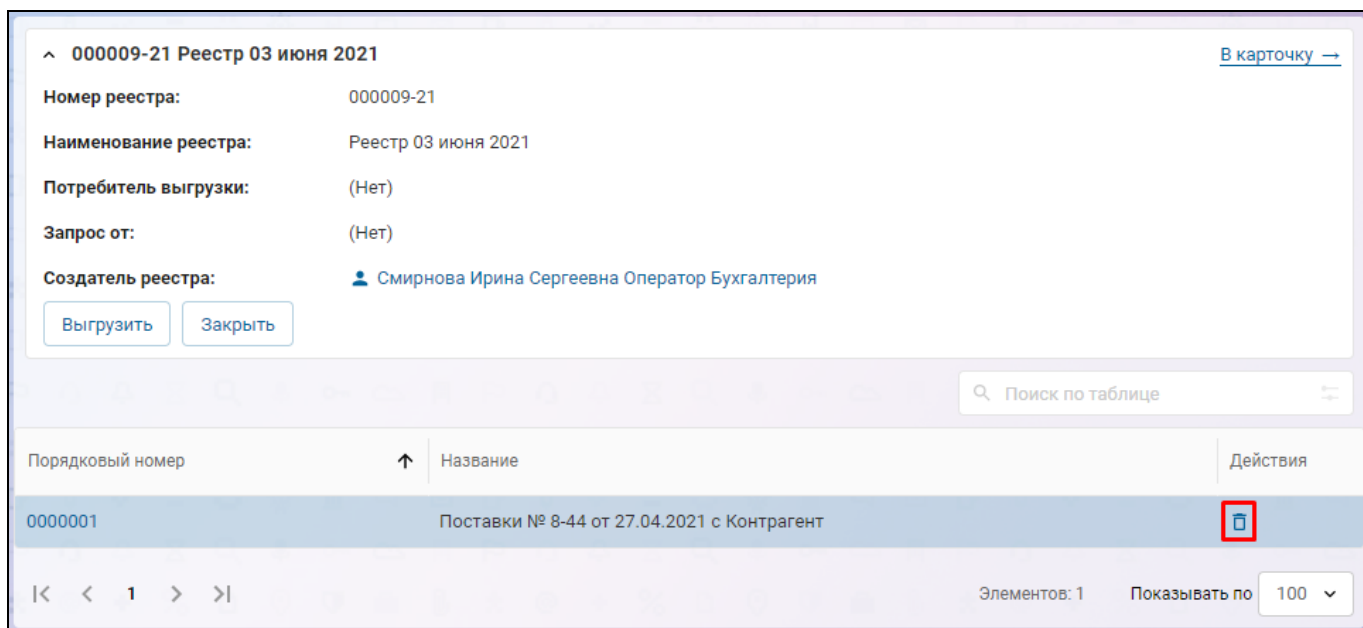 000009-21 Реестр 03 июня 2021
В карточку →
Номер реестра: 000009-21
Наименование реестра: Реестр 03 июня 2021
Потребитель выгрузки: (Нет)
Запрос от: (Нет)
Создатель реестра: Смирнова Ирина Сергеевна Оператор Бухгалтерия
Выгрузить Закрыть
Поиск по таблице
Порядковый номер Название Действия
0000001 Поставки № 8-44 от 27.04.2021 с Контрагент
1 Элементов: 1 Показывать по 100